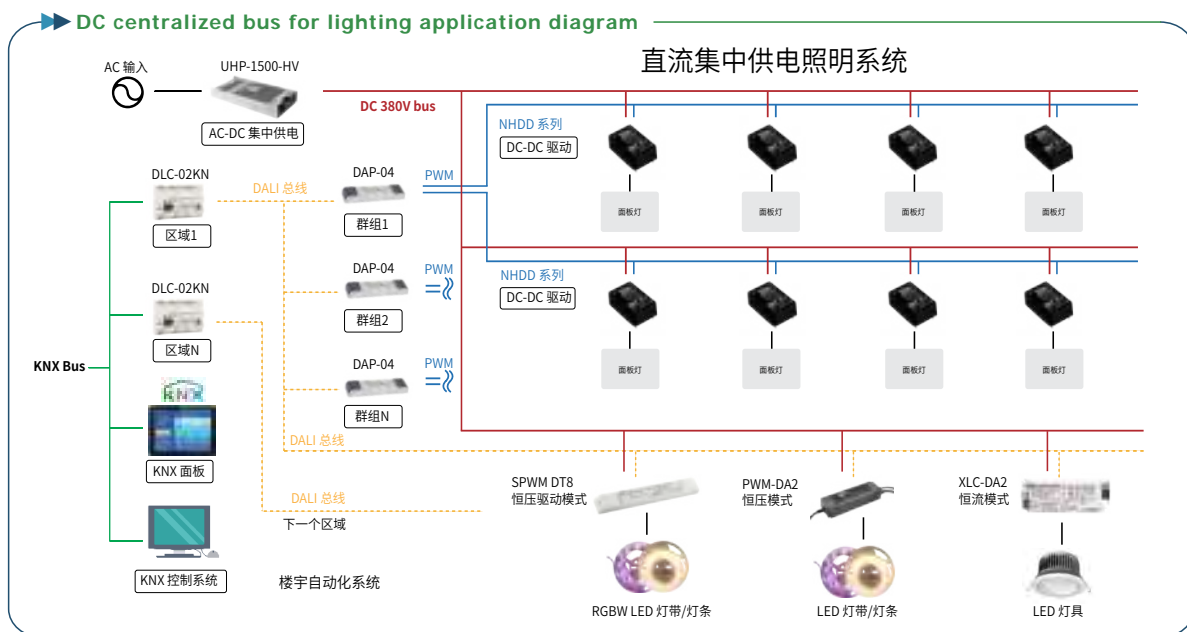 DC centralized bus for lighting application diagram
直流集中供电照明系统
AC 输入
UHP-1500-HV
AC-DC 集中供电
DC 380V bus
NHDD 系列
DC-DC 驱动
面板灯
面板灯
面板灯
面板灯
DLC-02KN
区域1
DALI 总线
DAP-04
群组1
PWM
DAP-04
群组2
PWM
NHDD 系列
DC-DC 驱动
面板灯
面板灯
面板灯
面板灯
DLC-02KN
区域N
DAP-04
群组N
PWM
KNX Bus
KNX
KNX 面板
DALI 总线
DALI 总线
下一个区域
KNX 控制系统
楼宇自动化系统
SPWM DT8
恒压驱动模式
RGBW LED 灯带/灯条
PWM-DA2
恒压模式
LED 灯带/灯条
XLC-DA2
恒流模式
LED 灯具